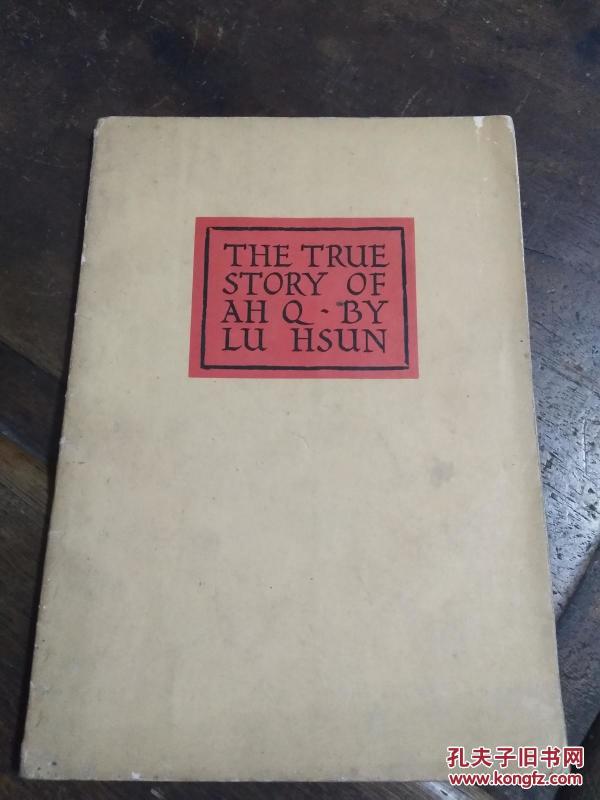 THE TRUE
STORY OF
AH Q · BY
LU HSUN
孔夫子旧书网
www.kongfz.com